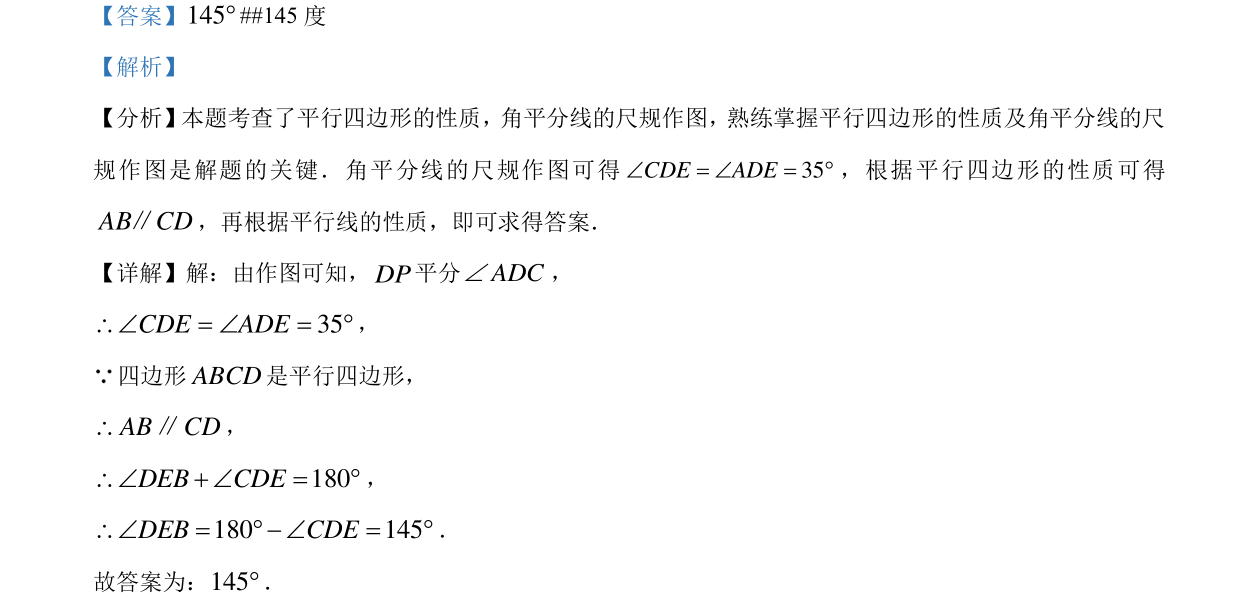 【答案】145°##145 度
【解析】
【分析】本题考查了平行四边形的性质，角平分线的尺规作图，熟练掌握平行四边形的性质及角平分线的尺
规作图是解题的关键．角平分线的尺规作图可得∠CDE = ∠ADE = 35°，根据平行四边形的性质可得
AB∥CD，再根据平行线的性质，即可求得答案．
【详解】解：由作图可知，DP平分∠ADC，
∴∠CDE = ∠ADE = 35°，
∵四边形ABCD是平行四边形，
∴AB∥CD，
∴∠DEB + ∠CDE = 180°，
∴∠DEB = 180° − ∠CDE = 145°．
故答案为：145°．